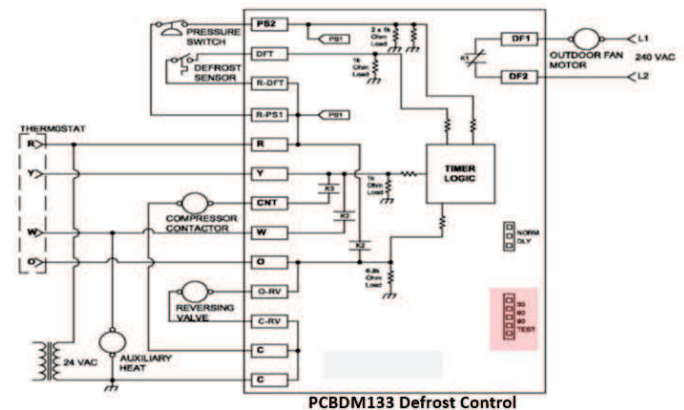 PS2
PRESSURE
SWITCH
PS1
2 x 1k
Ohm
Load
DF1
L1
OUTDOOR FAN
MOTOR
240 VAC
DFT
DEFROST
SENSOR
1k
Ohm
Load
K1
DF2
L2
R-DFT
R-PS1
PS1
THERMOSTAT
R
R
Y
Y
TIMER
LOGIC
K3
1k
Ohm
Load
CNT
COMPRESSOR
CONTACTOR
K2
W
W
NORM
DLY
K2
O
O
6.8k
Ohm
Load
O-RV
REVERSING
VALVE
30
60
90
TEST
C-RV
C
24 VAC
AUXILIARY
HEAT
C
PCBDM133 Defrost Control